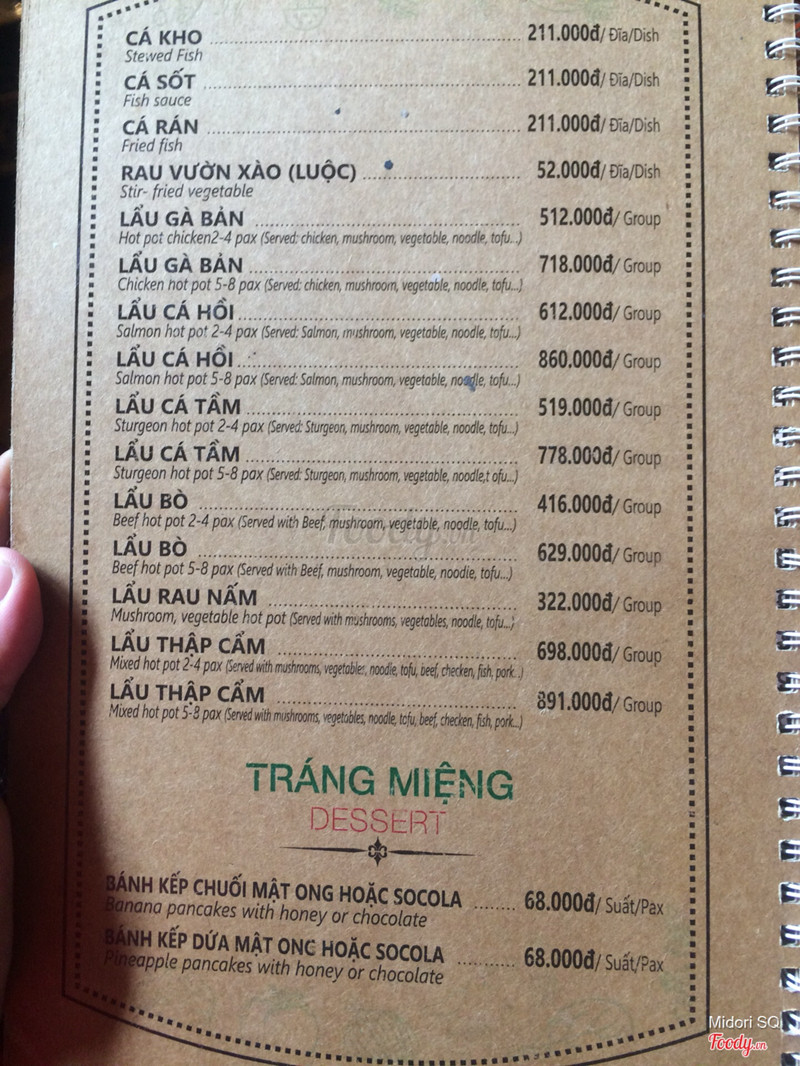 CÁ KHO 211.000đ/ Đĩa/Dish
Stewed Fish
CÁ SỐT 211.000đ/ Đĩa/Dish
Fish sauce
CÁ RÁN 211.000đ/ Đĩa/Dish
Fried fish
RAU VƯỜN XÀO (LUỘC) 52.000đ/ Đĩa/Dish
Stir- fried vegetable
LẨU GÀ BẢN 512.000đ/ Group
Hot pot chicken2-4 pax (Served: chicken, mushroom, vegetable, noodle, tofu...)
LẨU GÀ BẢN 718.000đ/ Group
Chicken hot pot 5-8 pax (Served: chicken, mushroom, vegetable, noodle, tofu...)
LẨU CÁ HỒI 612.000đ/ Group
Salmon hot pot 2-4 pax (Served: Salmon, mushroom, vegetable, noodle, tofu...)
LẨU CÁ HỒI 860.000đ/ Group
Salmon hot pot 5-8 pax (Served: Salmon, mushroom, vegetable, noodle, tofu...)
LẨU CÁ TẦM 519.000đ/ Group
Sturgeon hot pot 2-4 pax (Served: Sturgeon, mushroom, vegetable, noodle, tofu...)
LẨU CÁ TẦM 778.000đ/ Group
Sturgeon hot pot 5-8 pax (Served: Sturgeon, mushroom, vegetable, noodle,t ofu...)
LẨU BÒ 416.000đ/ Group
Beef hot pot 2-4 pax (Served with Beef, mushroom, vegetable, noodle, tofu...)
LẨU BÒ 629.000đ/ Group
Beef hot pot 5-8 pax (Served with Beef, mushroom, vegetable, noodie, tofu...)
LẨU RAU NẤM 322.000đ/ Group
Mushroom, vegetable hot pot (Served with mushrooms, vegetables, noodle, tofu...)
LẨU THẬP CẨM 698.000đ/ Group
Mixed hot pot 2-4 pax (Served with mushrooms, vegetables, noodle, tofu, beef, checken, fish, pork...)
LẨU THẬP CẨM 891.000đ/ Group
Mixed hot pot 5-8 pax (Served with mushrooms, vegetables, noodle, tofu, beef, checken, fish, pork...)
TRÁNG MIỆNG
DESSERT
BÁNH KẾP CHUỐI MẬT ONG HOẶC SOCOLA 68.000đ/ Suất/Pax
Banana pancakes with honey or chocolate
BÁNH KẾP DỨA MẬT ONG HOẶC SOCOLA 68.000đ/ Suất/Pax
Pineapple pancakes with honey or chocolate
Foody.vn
Midori SQ
Foody.vn